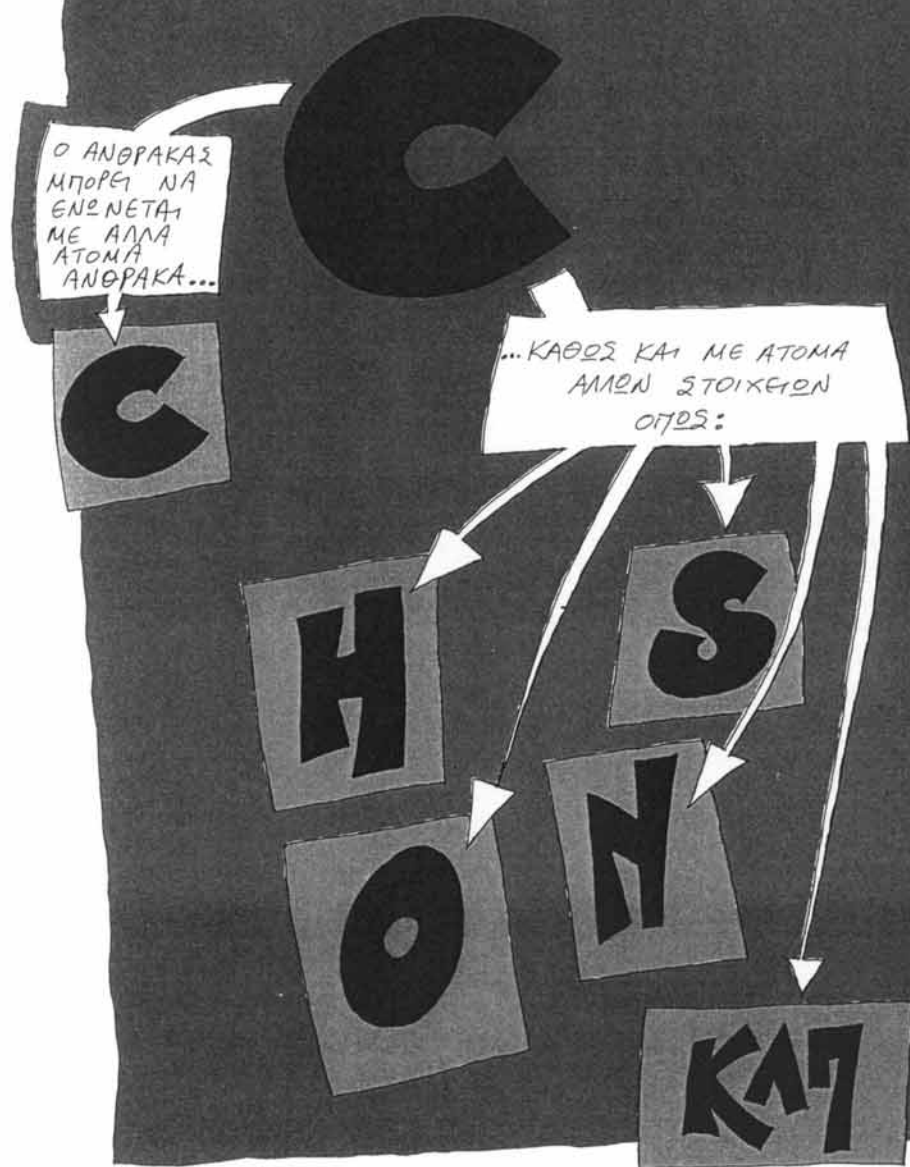 C
Ο ΑΝΘΡΑΚΑΣ
ΜΠΟΡΕΙ ΝΑ
ΕΝΩΝΕΤΑΙ
ΜΕ ΑΛΛΑ
ΑΤΟΜΑ
ΑΝΘΡΑΚΑ...
C
...ΚΑΘΩΣ ΚΑΙ ΜΕ ΑΤΟΜΑ
ΑΛΛΩΝ ΣΤΟΙΧΕΙΩΝ
ΟΠΩΣ:
H
S
O
N
ΚΛΠ